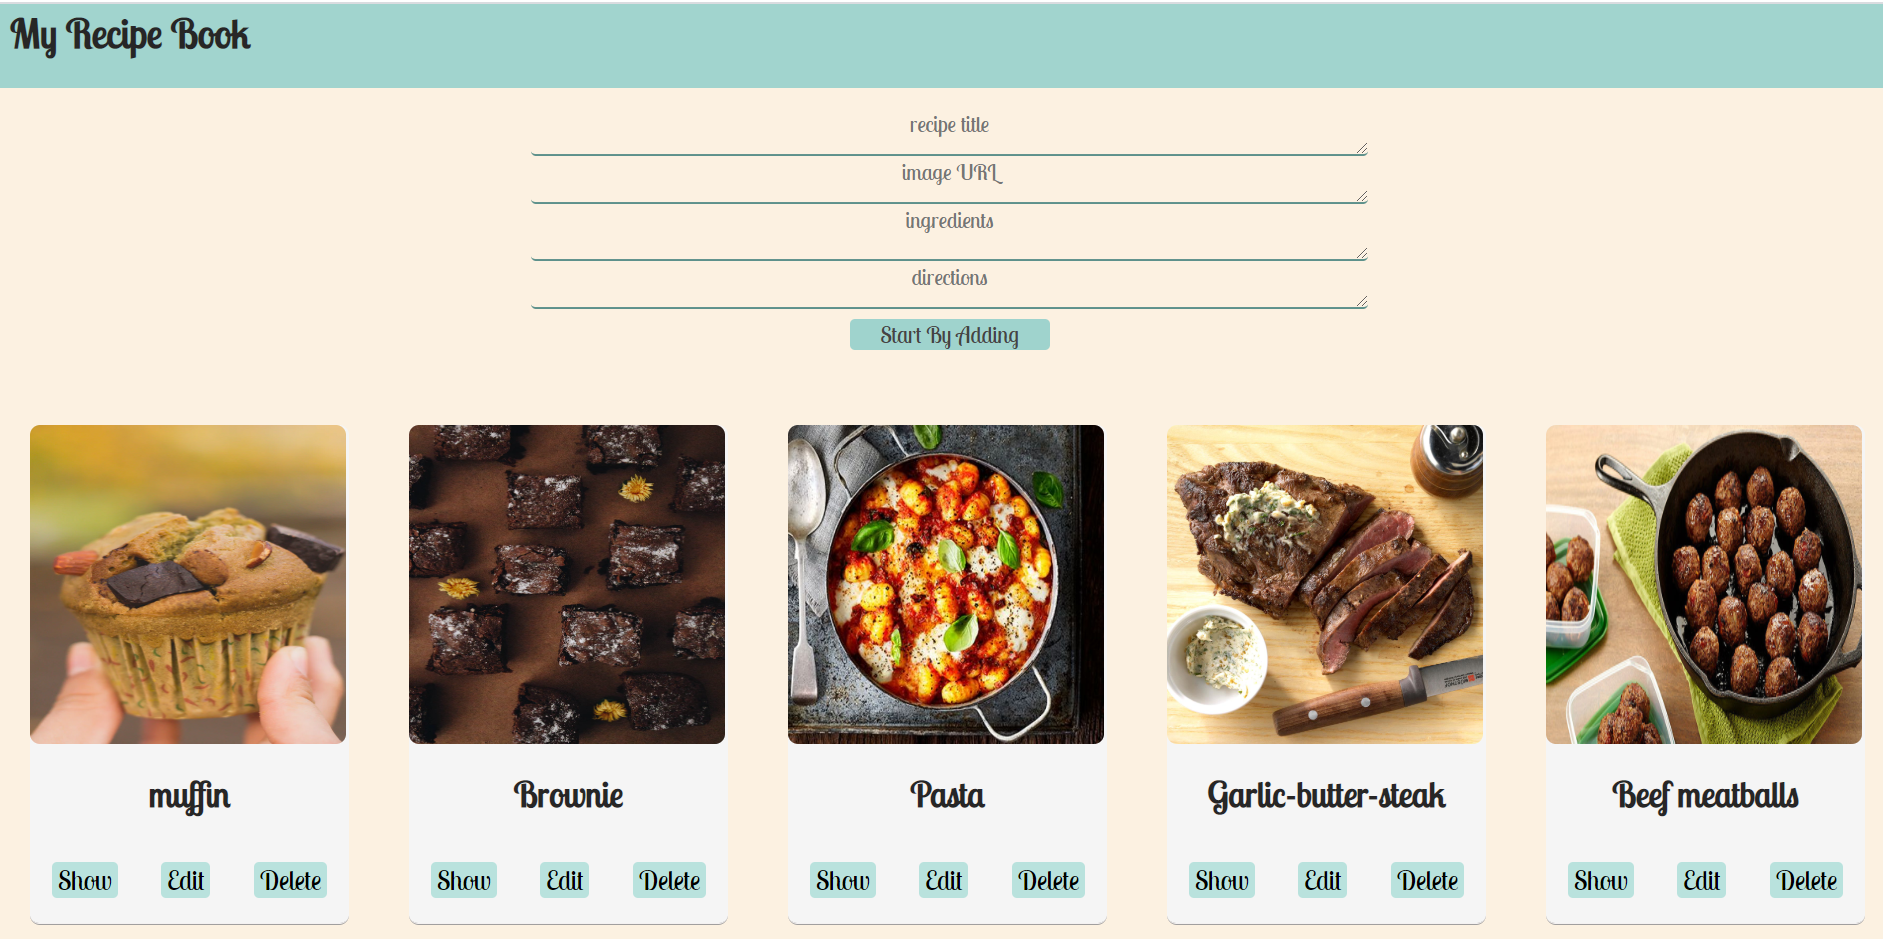 My Recipe Book
recipe title
image URL
ingredients
directions
Start By Adding
muffin
Brownie
Pasta
Garlic-butter-steak
Beef meatballs
Show Edit Delete
Show Edit Delete
Show Edit Delete
Show Edit Delete
Show Edit Delete